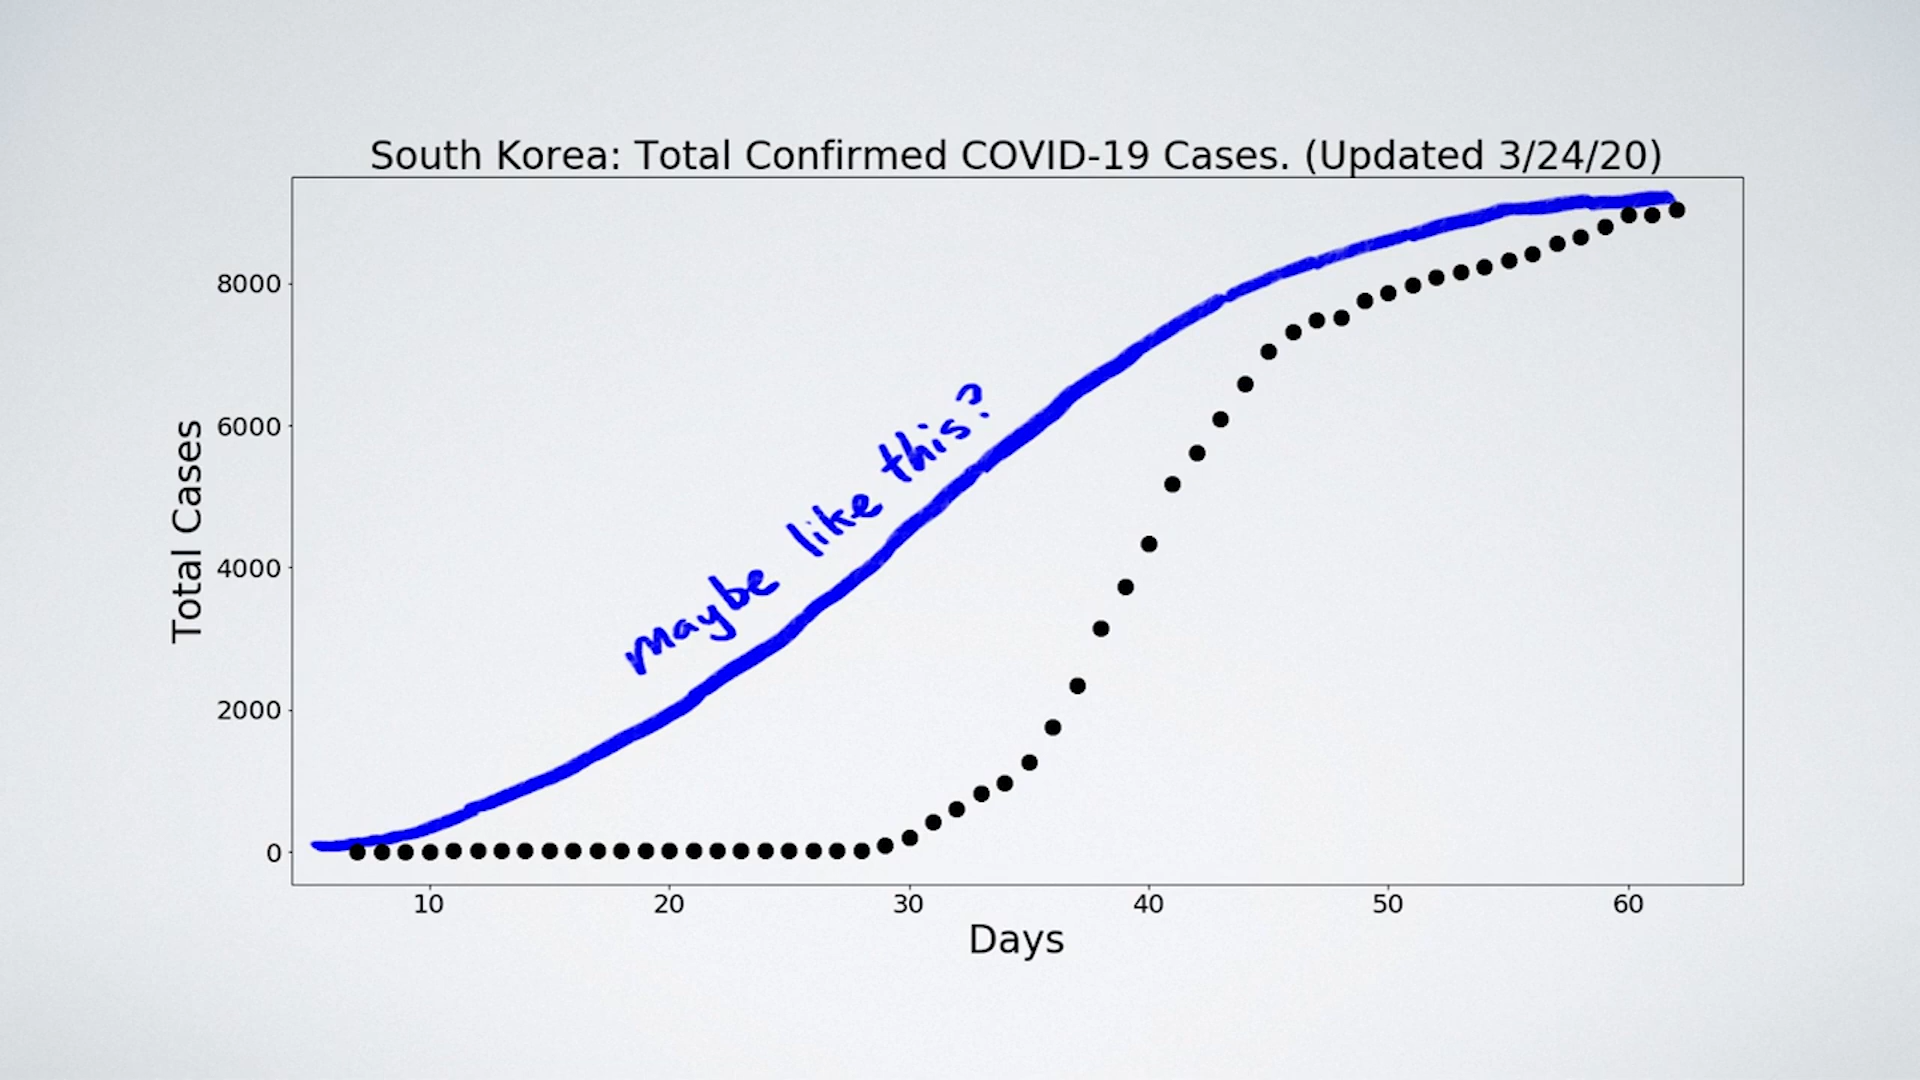 South Korea: Total Confirmed COVID-19 Cases. (Updated 3/24/20)
Total Cases
8000
6000
4000
2000
0
maybe like this?
10 20 30 40 50 60
Days